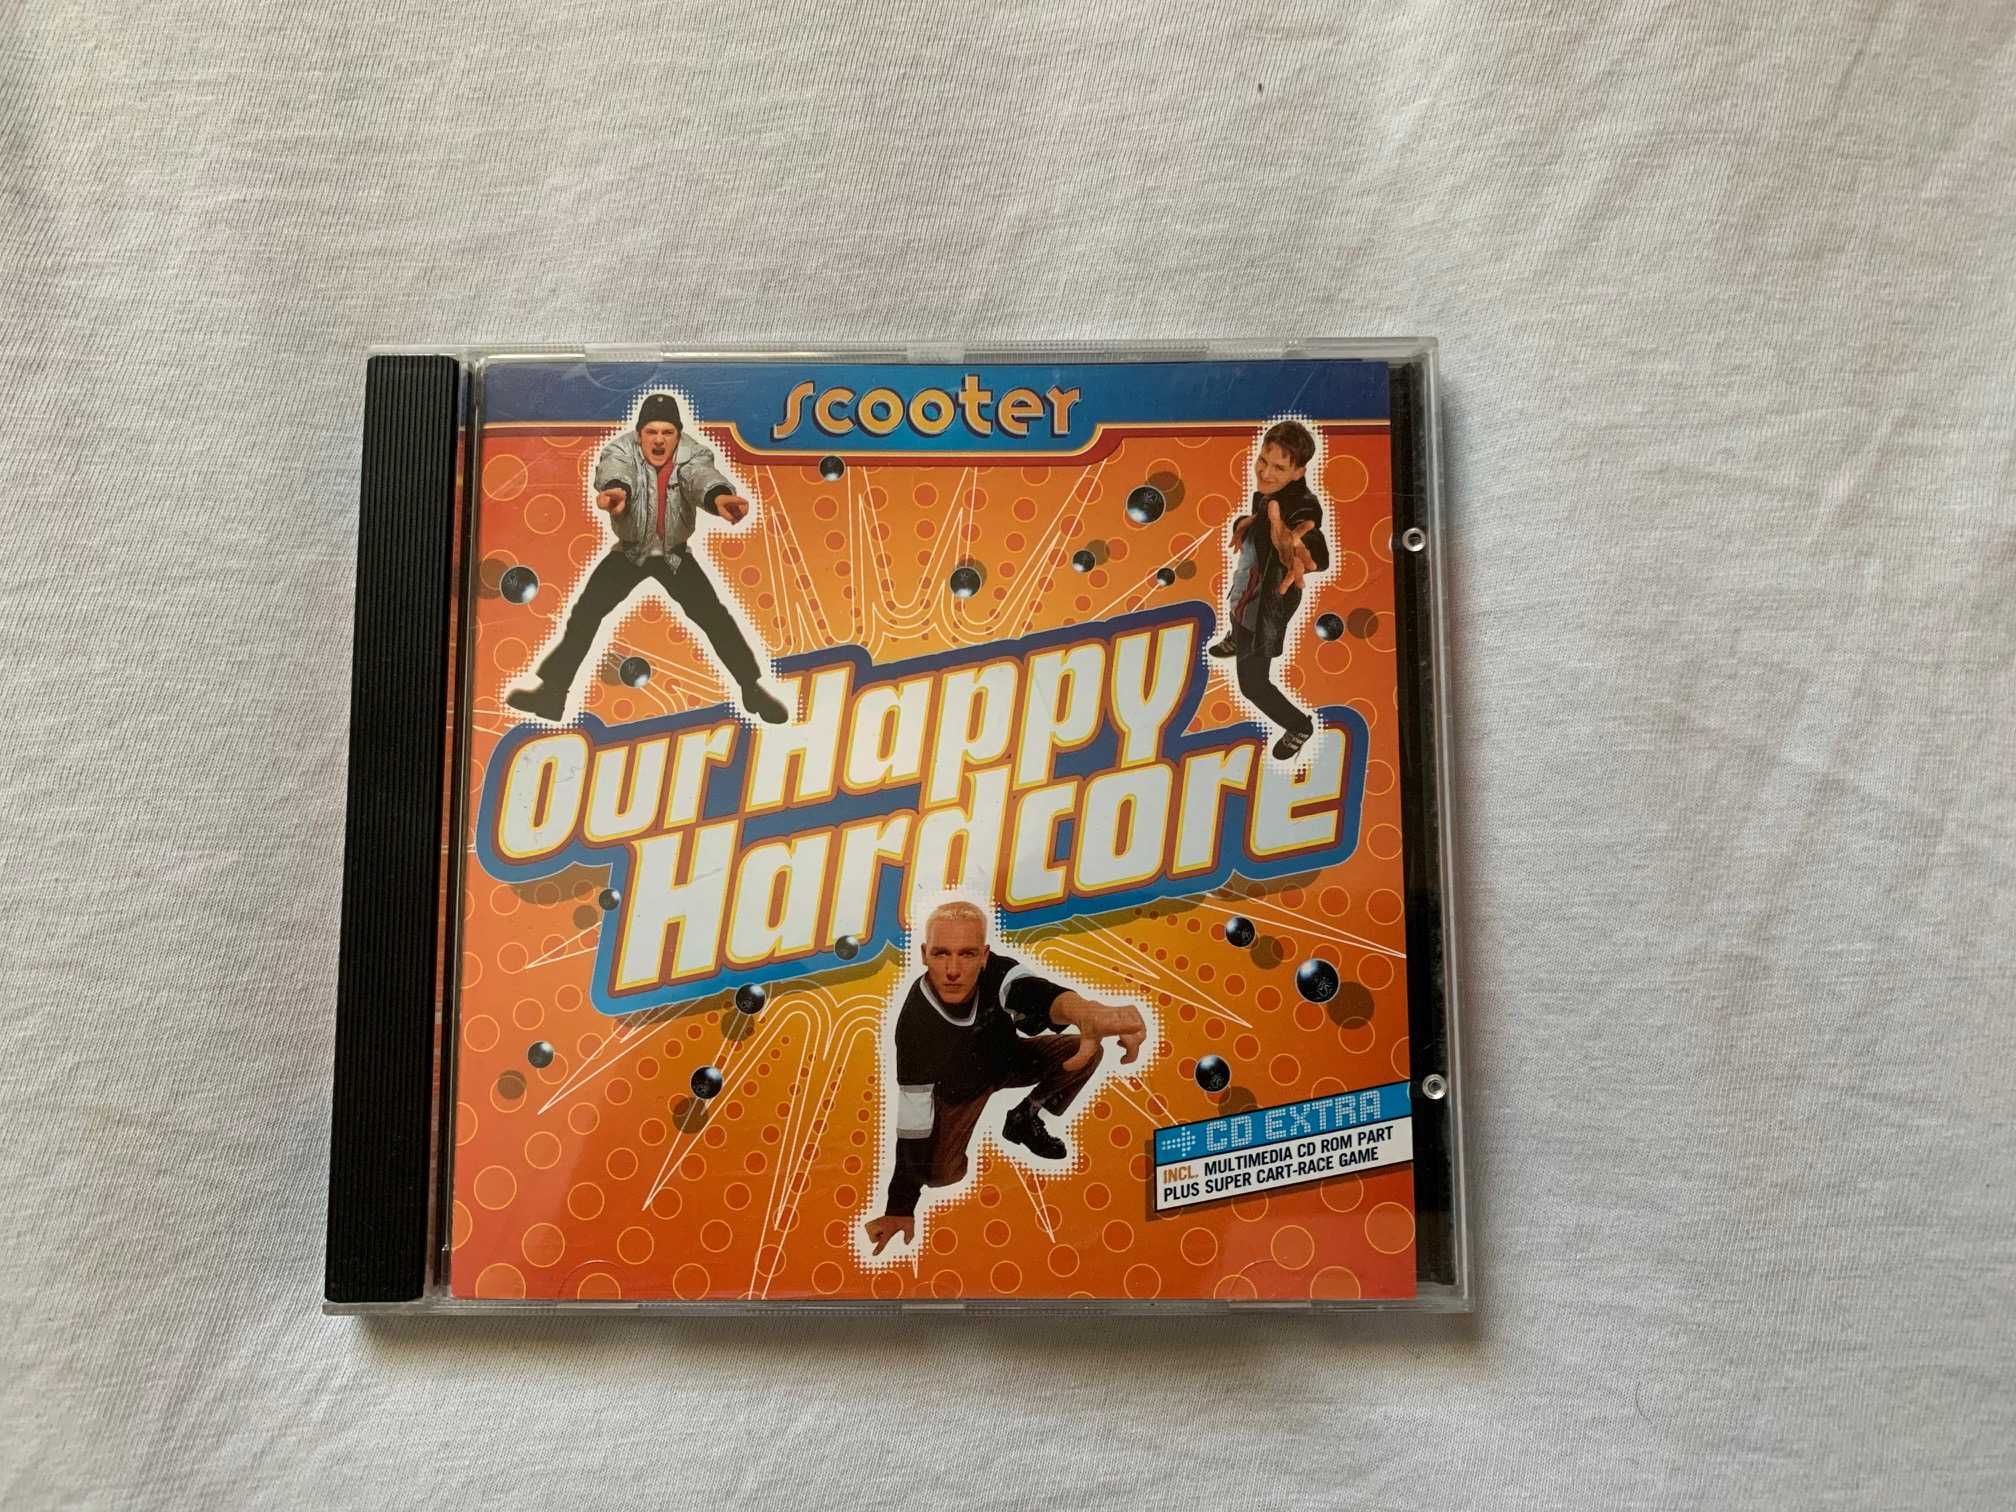 scooter
Our Happy
Hardcore
CD EXTRA
INCL. MULTIMEDIA CD ROM PART
PLUS SUPER CART-RACE GAME